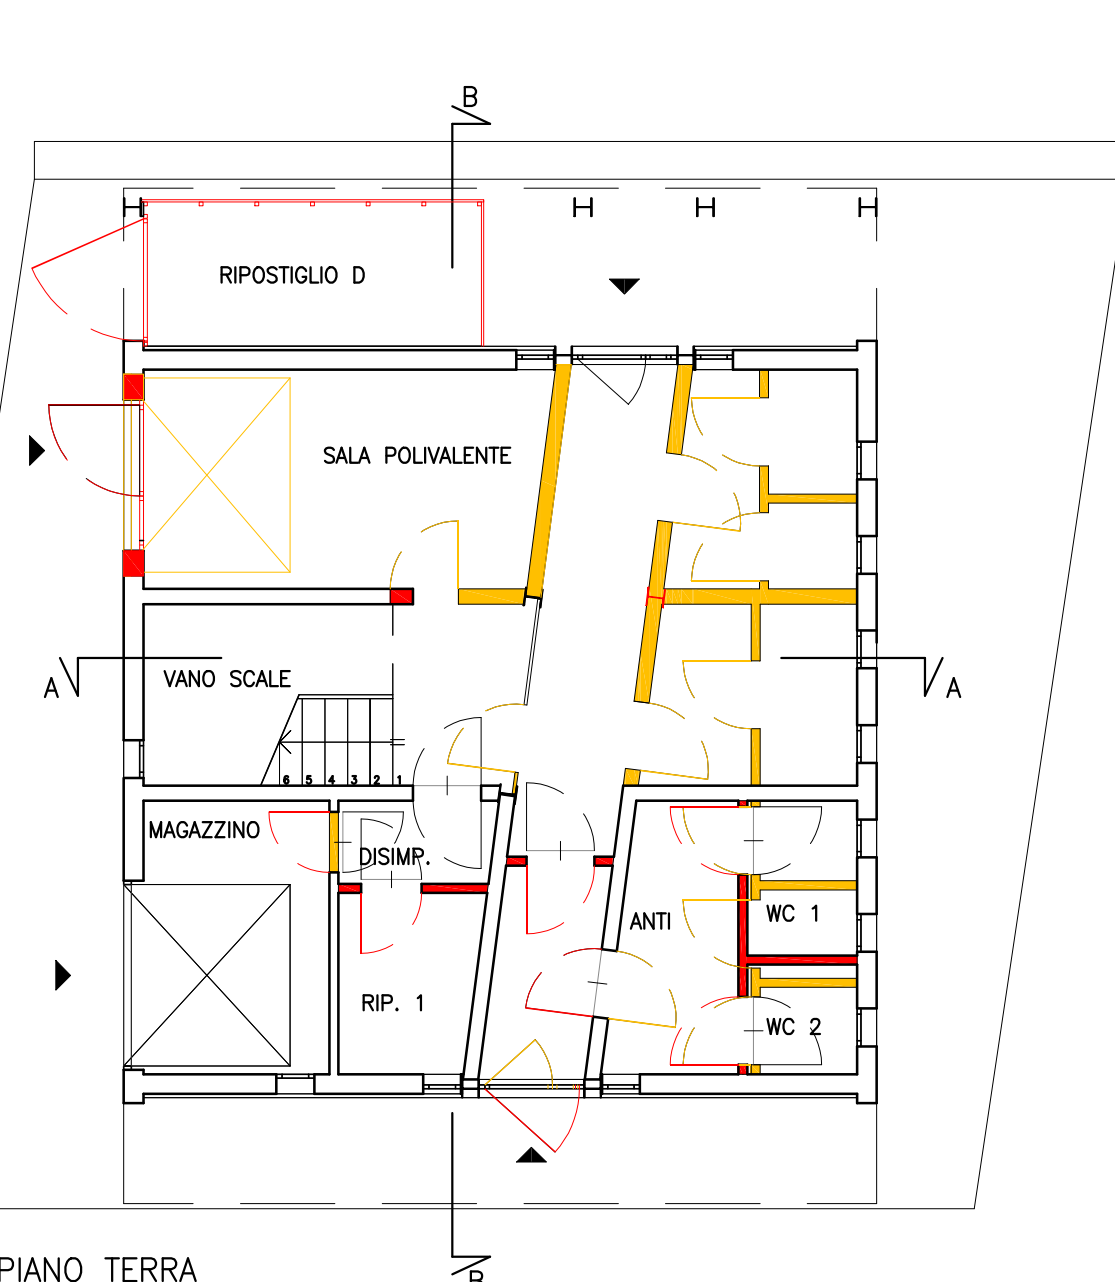 B
RIPOSTIGLIO D
SALA POLIVALENTE
VANO SCALE
A
A
6 5 4 3 2 1
MAGAZZINO
DISIMP.
WC 1
ANTI
RIP. 1
WC 2
PIANO TERRA
B